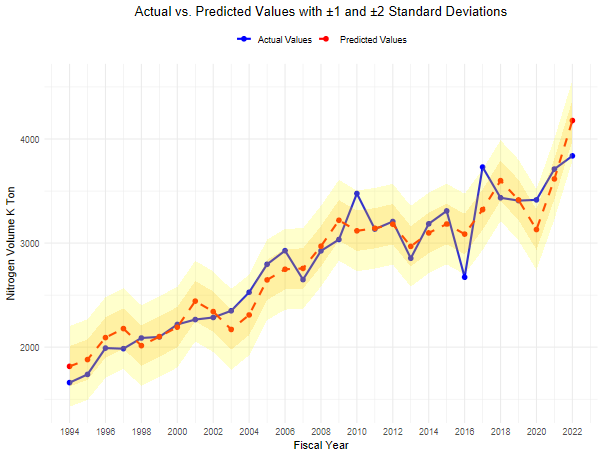 Actual vs. Predicted Values with ±1 and ±2 Standard Deviations
Actual Values Predicted Values
Nitrogen Volume K Ton
4000
3000
2000
1994 1996 1998 2000 2002 2004 2006 2008 2010 2012 2014 2016 2018 2020 2022
Fiscal Year